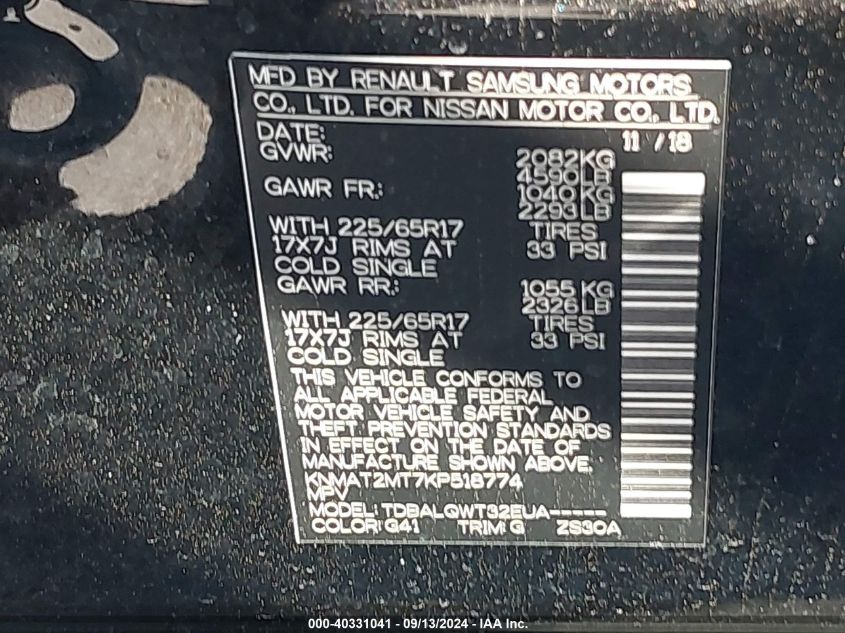 MFD BY RENAULT SAMSUNG MOTORS
CO., LTD. FOR NISSAN MOTOR CO., LTD.
DATE: 11 / 18
GVWR: 2082KG
4590LB
GAWR FR: 1040 KG
2293LB
WITH 225/65R17 TIRES
17X7J RIMS AT 33 PSI
COLD SINGLE
GAWR RR: 1055 KG
2326LB
WITH 225/65R17 TIRES
17X7J RIMS AT 33 PSI
COLD SINGLE
THIS VEHICLE CONFORMS TO
ALL APPLICABLE FEDERAL
MOTOR VEHICLE SAFETY AND
THEFT PREVENTION STANDARDS
IN EFFECT ON THE DATE OF
MANUFACTURE SHOWN ABOVE.
KNMAT2MT7KP518774
MPV
MODEL: TDBALQWT32EUA-----
COLOR: G41 TRIM: G ZS30A
000-40331041 - 09/13/2024 - IAA Inc.